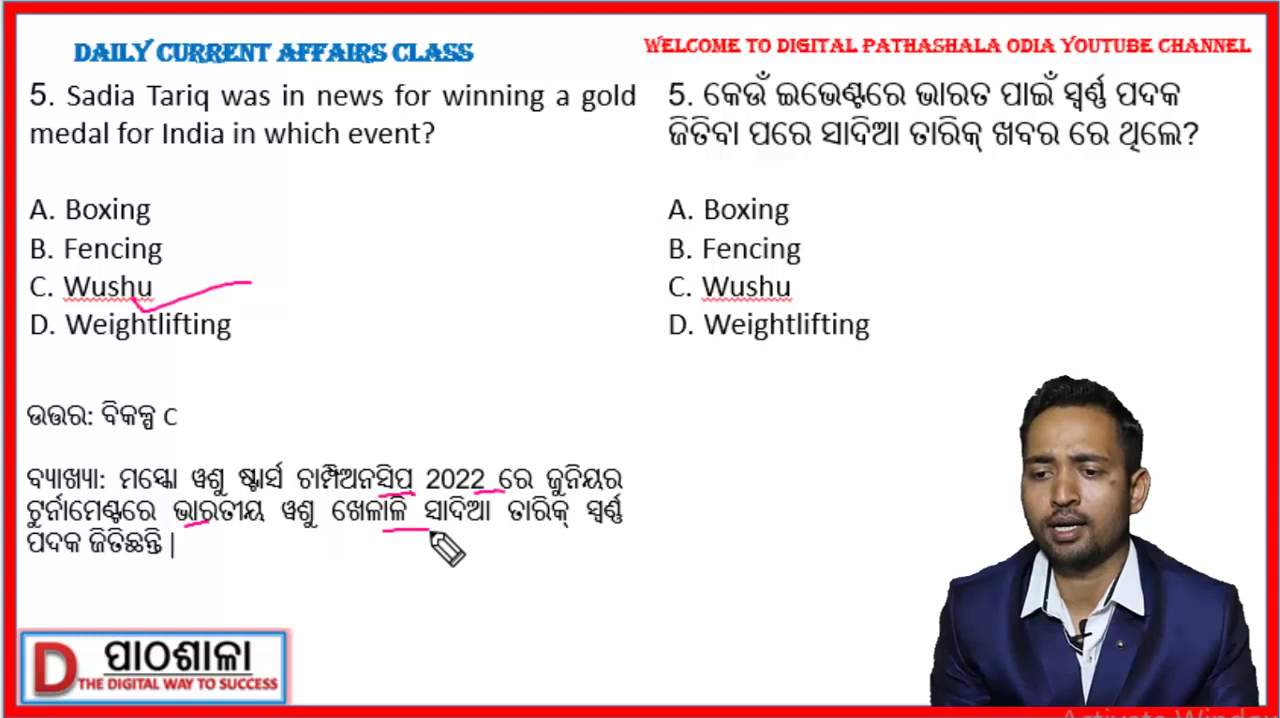 DAILY CURRENT AFFAIRS CLASS
WELCOME TO DIGITAL PATHASHALA ODIA YOUTUBE CHANNEL
5. Sadia Tariq was in news for winning a gold
medal for India in which event?
A. Boxing
B. Fencing
C. Wushu
D. Weightlifting
ଉତ୍ତର: ବିକଳ୍ପ C
ବ୍ୟାଖ୍ୟା: ମସ୍କୋ ୱଶୁ ଷ୍ଟାର୍ସ ଚାମ୍ପିଅନସିପ 2022 ରେ ଜୁନିୟର
ଟୁର୍ନାମେଣ୍ଟରେ ଭାରତୀୟ ୱଶୁ ଖେଳାଳି ସାଦିଆ ତାରିକ୍ ସ୍ୱର୍ଣ୍ଣ
ପଦକ ଜିତିଛନ୍ତି |
5. କେଉଁ ଇଭେଣ୍ଟରେ ଭାରତ ପାଇଁ ସ୍ୱର୍ଣ୍ଣ ପଦକ
ଜିତିବା ପରେ ସାଦିଆ ତାରିକ୍ ଖବର ରେ ଥିଲେ?
A. Boxing
B. Fencing
C. Wushu
D. Weightlifting
D ପାଠଶାଳା
THE DIGITAL WAY TO SUCCESS